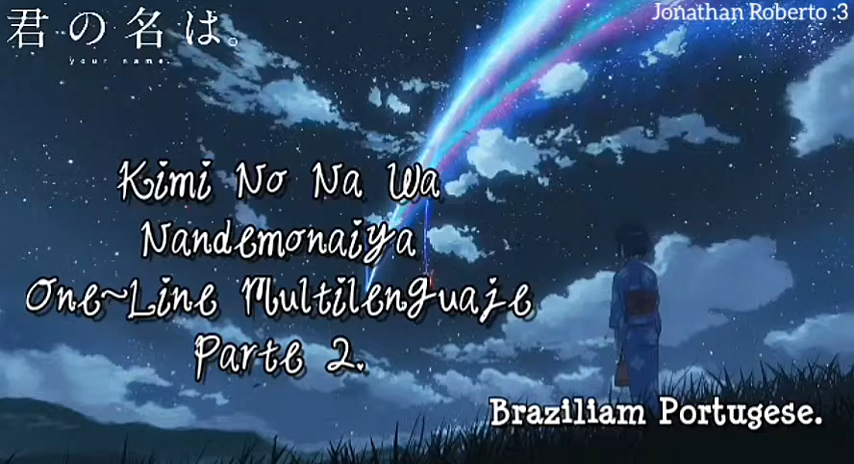 Jonathan Roberto :3
君の名は。
your name.
Kimi No Na Wa
Nandemonaiya
One~Line Multilenguaje
Parte 2.
Braziliam Portugese.